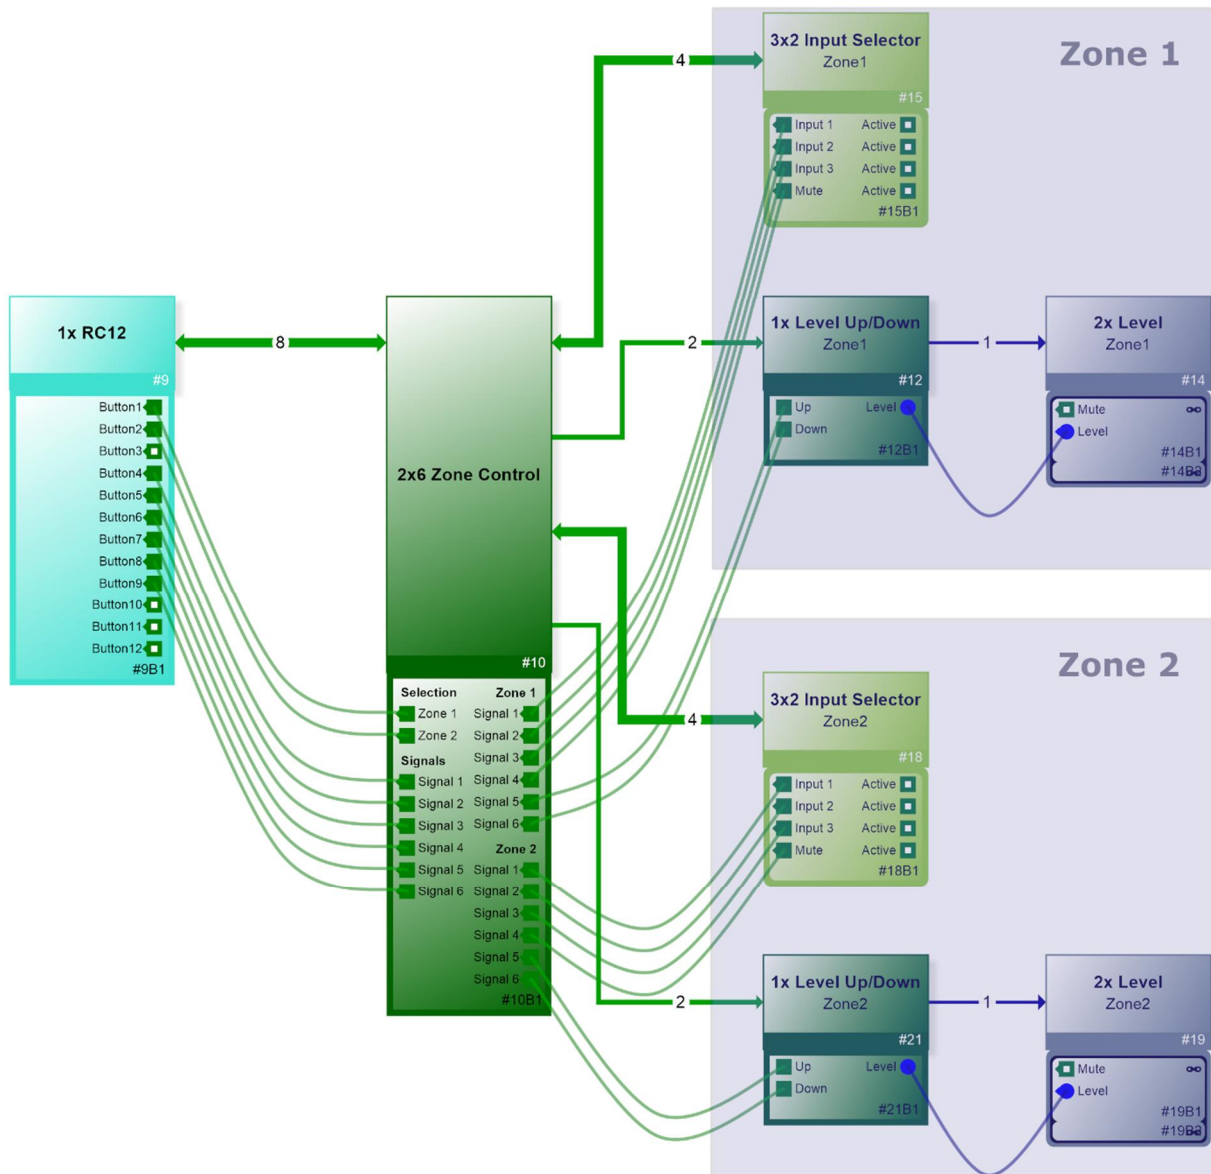 Zone 1
3x2 Input Selector
Zone1
#15
Input 1 Active
Input 2 Active
Input 3 Active
Mute Active
#15B1
4
1x RC12
#9
Button1
Button2
Button3
Button4
Button5
Button6
Button7
Button8
Button9
Button10
Button11
Button12
#9B1
8
2x6 Zone Control
#10
Selection
Zone 1
Zone 2
Signals
Signal 1
Signal 2
Signal 3
Signal 4
Signal 5
Signal 6
Zone 1
Signal 1
Signal 2
Signal 3
Signal 4
Signal 5
Signal 6
Zone 2
Signal 1
Signal 2
Signal 3
Signal 4
Signal 5
Signal 6
#10B1
2
1x Level Up/Down
Zone1
#12
Up Level
Down
#12B1
1
2x Level
Zone1
#14
Mute
Level
#14B1
Zone 2
4
3x2 Input Selector
Zone2
#18
Input 1 Active
Input 2 Active
Input 3 Active
Mute Active
#18B1
2
1x Level Up/Down
Zone2
#21
Up Level
Down
#21B1
1
2x Level
Zone2
#19
Mute
Level
#19B1